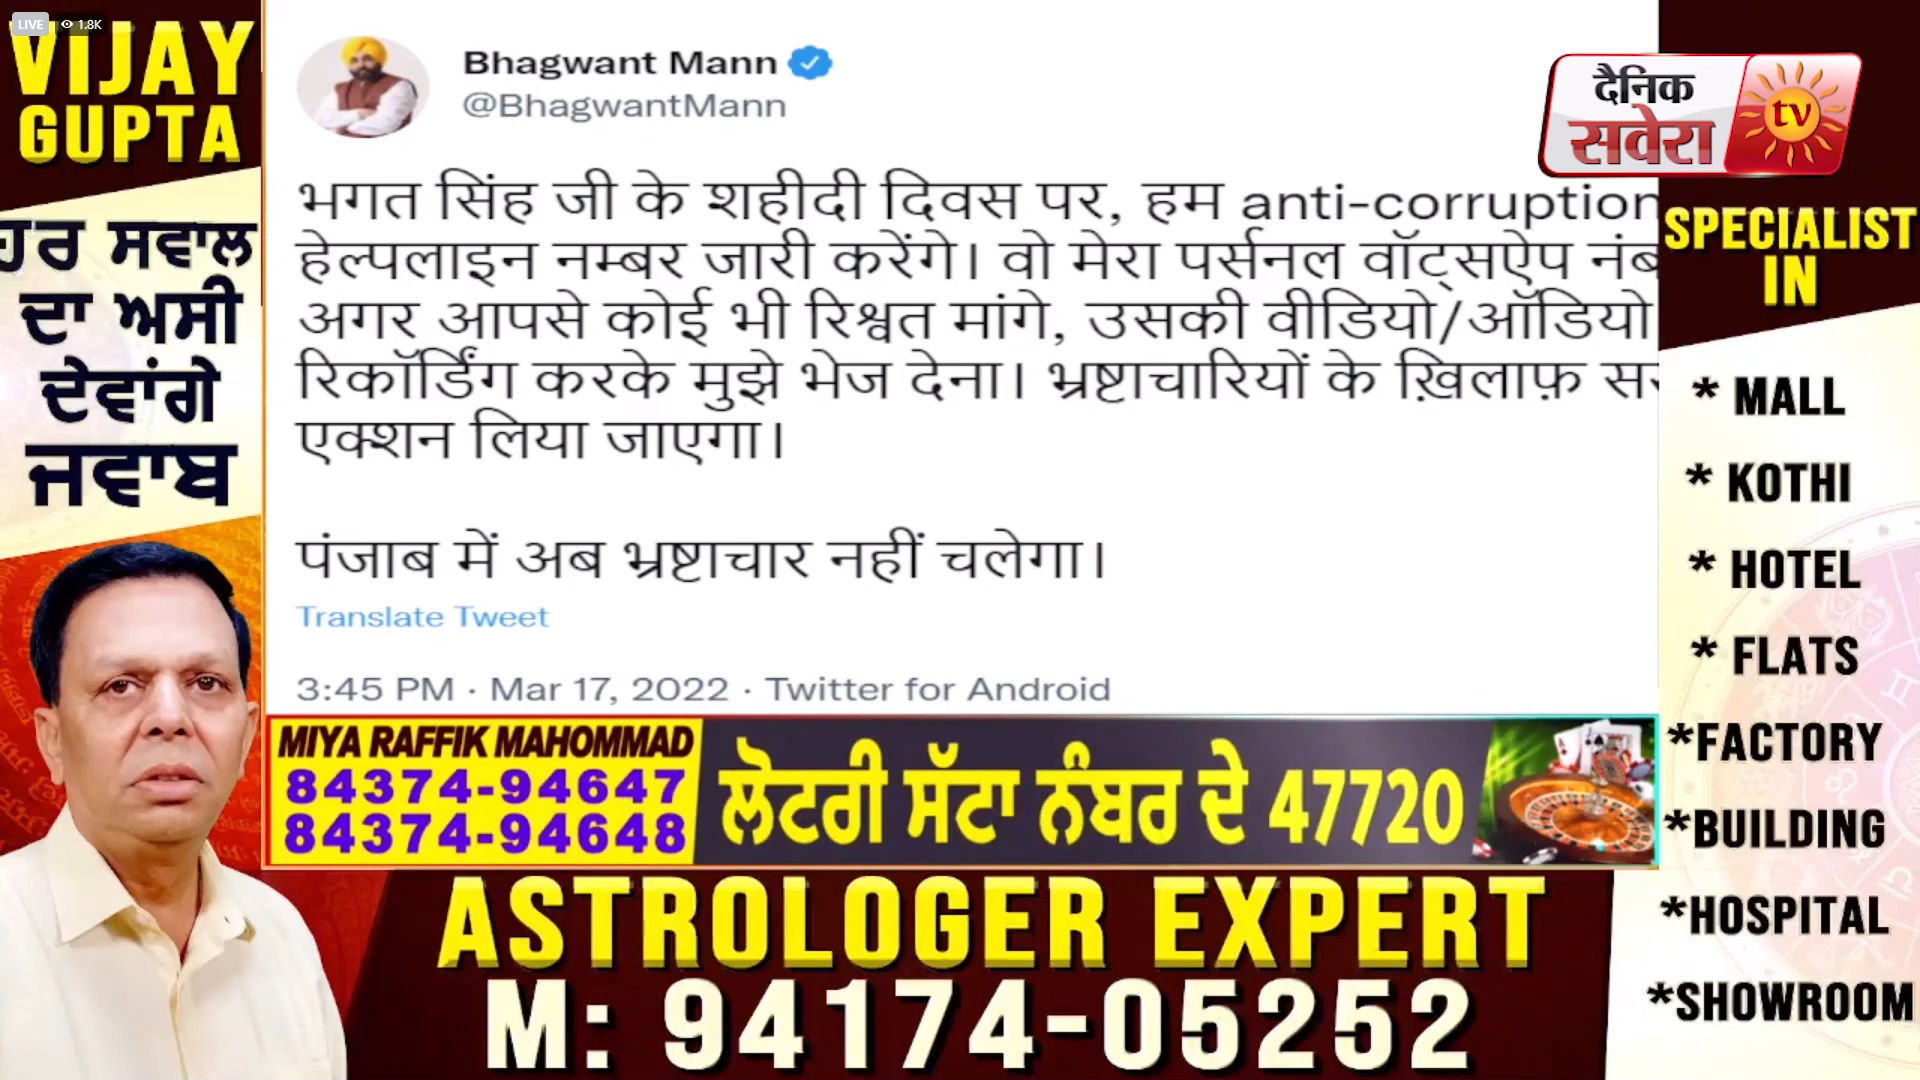 LIVE 1.8K
VIJAY
GUPTA
ਹਰ ਸਵਾਲ
ਦਾ ਅਸੀ
ਦੇਵਾਂਗੇ
ਜਵਾਬ
Bhagwant Mann
@BhagwantMann
भगत सिंह जी के शहीदी दिवस पर, हम anti-corruption
हेल्पलाइन नम्बर जारी करेंगे। वो मेरा पर्सनल वॉट्सऐप
अगर आपसे कोई भी रिश्वत मांगे, उसकी वीडियो/ऑडियो
रिकॉर्डिंग करके मुझे भेज देना। भ्रष्टाचारियों के ख़िलाफ़
एक्शन लिया जाएगा।
पंजाब में अब भ्रष्टाचार नहीं चलेगा।
Translate Tweet
3:45 PM · Mar 17, 2022 · Twitter for Android
दैनिक
सवेरा
tv
SPECIALIST
IN
* MALL
* KOTHI
* HOTEL
* FLATS
*FACTORY
*BUILDING
*HOSPITAL
*SHOWROOM
MIYA RAFFIK MAHOMMAD
84374-94647
84374-94648
ਲੋਟਰੀ ਸੱਟਾ ਨੰਬਰ ਦੇ 47720
ASTROLOGER EXPERT
M: 94174-05252